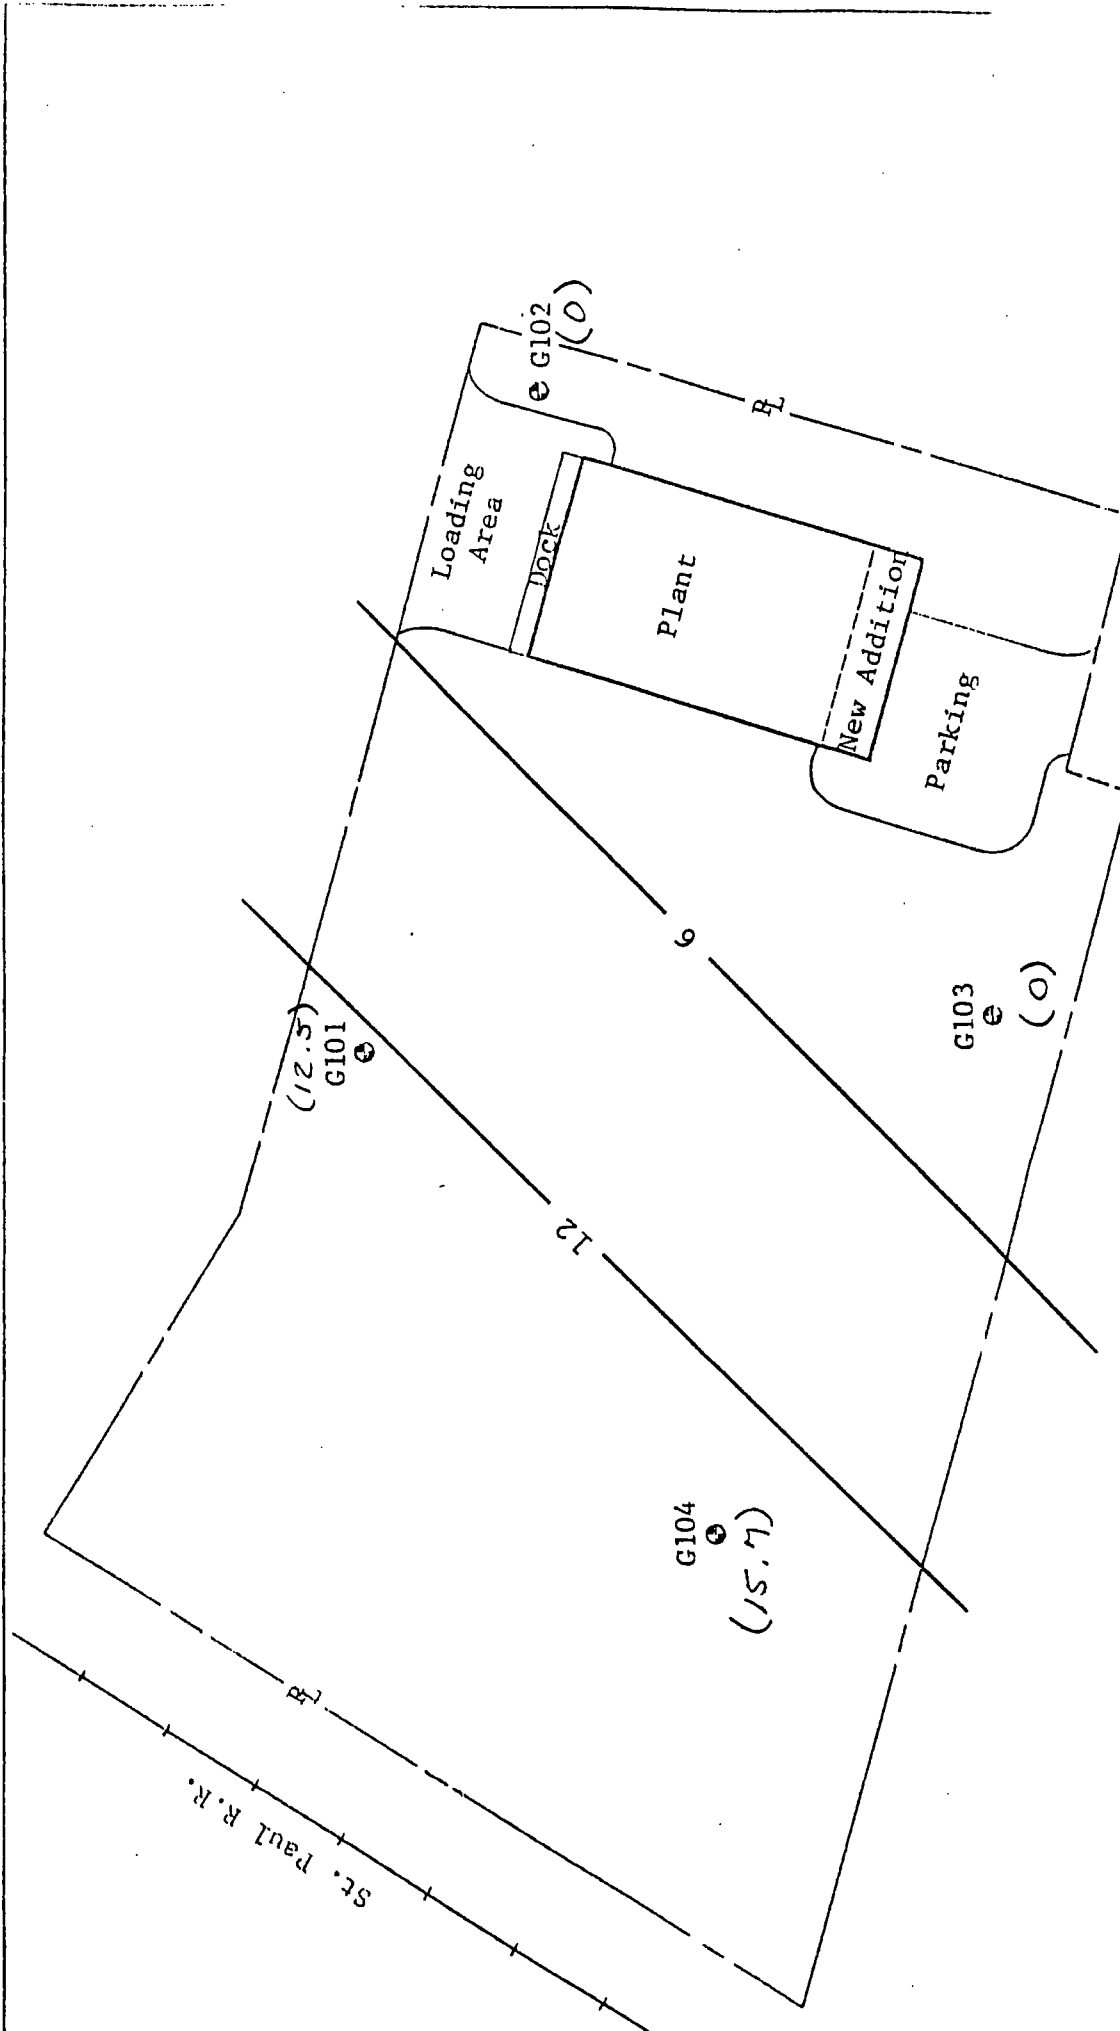 St. Paul R.R.
PL
G104
(15.7)
12
(12.5)
G101
6
G103
(0)
Loading
Area
Dock
Plant
New Addition
Parking
G102
(0)
PL